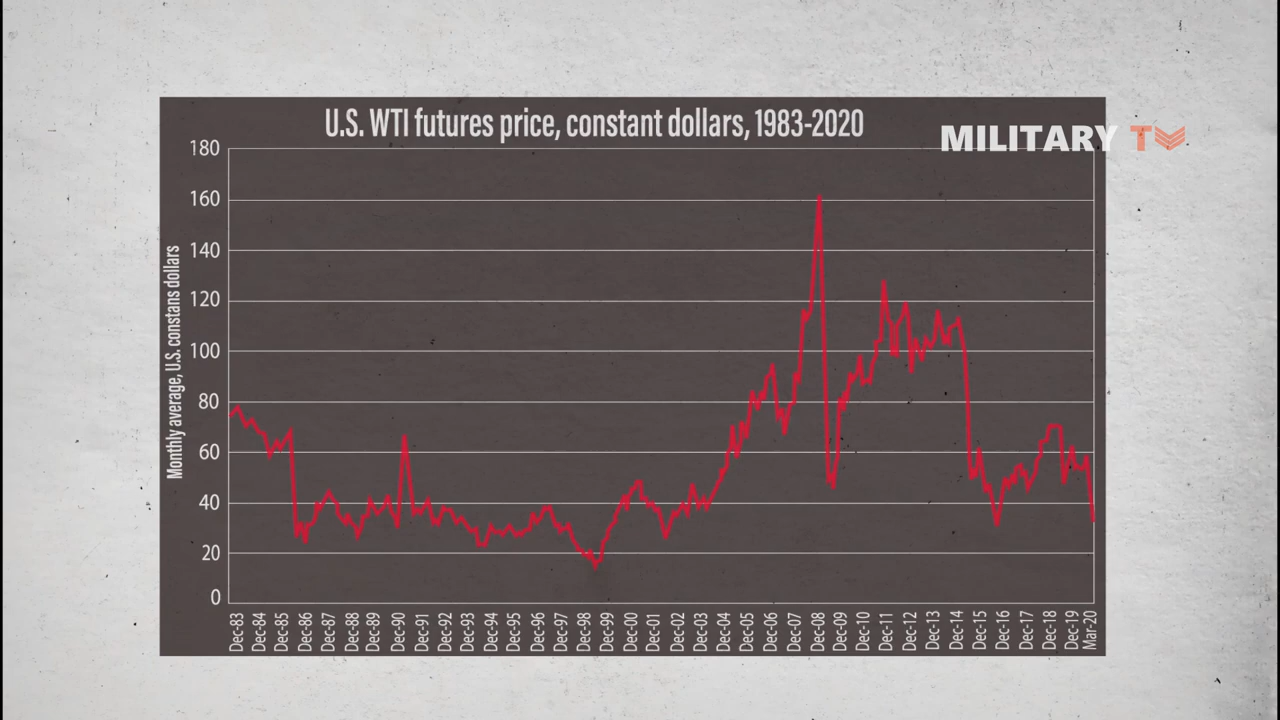 U.S. WTI futures price, constant dollars, 1983-2020
MILITARY TV
Monthly average, U.S. constans dollars
180
160
140
120
100
80
60
40
20
0
Dec-83
Dec-84
Dec-85
Dec-86
Dec-87
Dec-88
Dec-89
Dec-90
Dec-91
Dec-92
Dec-93
Dec-94
Dec-95
Dec-96
Dec-97
Dec-98
Dec-99
Dec-00
Dec-01
Dec-02
Dec-03
Dec-04
Dec-05
Dec-06
Dec-07
Dec-08
Dec-09
Dec-10
Dec-11
Dec-12
Dec-13
Dec-14
Dec-15
Dec-16
Dec-17
Dec-18
Dec-19
Mar-20